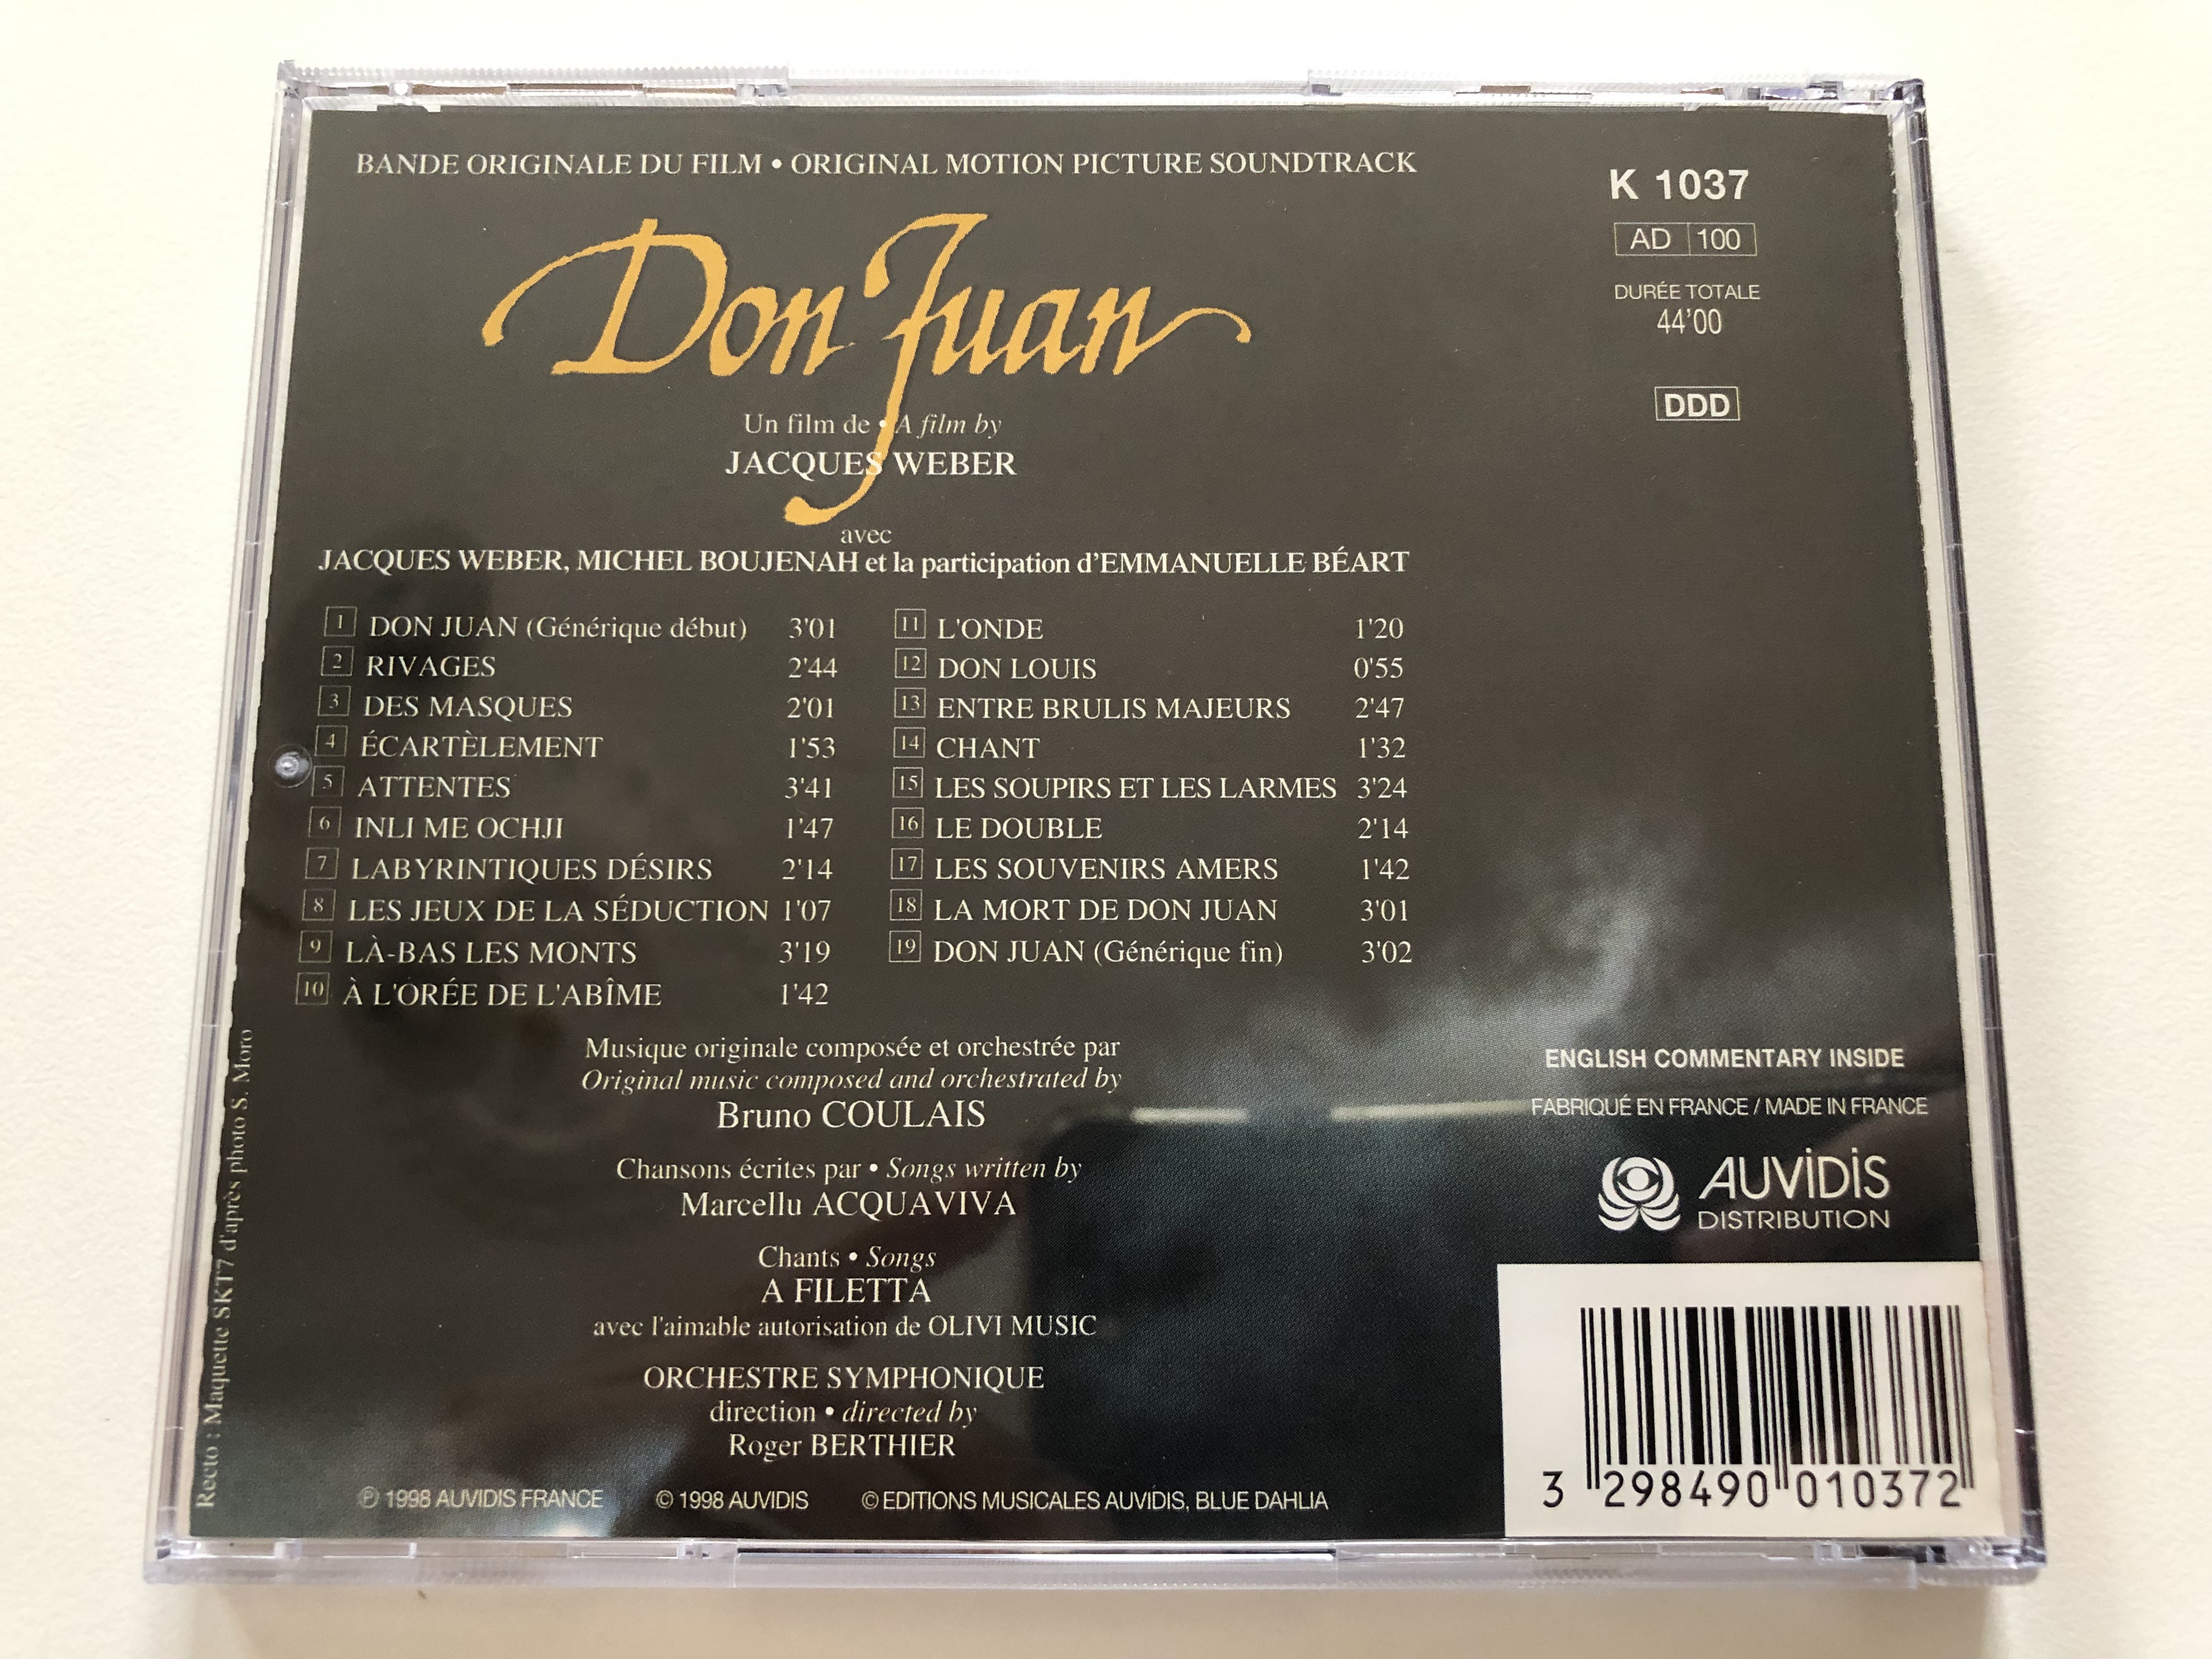 BANDE ORIGINALE DU FILM • ORIGINAL MOTION PICTURE SOUNDTRACK
K 1037
AD 100
DURÉE TOTALE
44'00
DDD
Don Juan
Un film de • A film by
JACQUES WEBER
avec
JACQUES WEBER, MICHEL BOUJENAH et la participation d'EMMANUELLE BÉART
1 DON JUAN (Générique début) 3'01
2 RIVAGES 2'44
3 DES MASQUES 2'01
4 ÉCARTÈLEMENT 1'53
5 ATTENTES 3'41
6 INLI ME OCHJI 1'47
7 LABYRINTIQUES DÉSIRS 2'14
8 LES JEUX DE LA SÉDUCTION 1'07
9 LÀ-BAS LES MONTS 3'19
10 À L'ORÉE DE L'ABÎME 1'42
11 L'ONDE 1'20
12 DON LOUIS 0'55
13 ENTRE BRULIS MAJEURS 2'47
14 CHANT 1'32
15 LES SOUPIRS ET LES LARMES 3'24
16 LE DOUBLE 2'14
17 LES SOUVENIRS AMERS 1'42
18 LA MORT DE DON JUAN 3'01
19 DON JUAN (Générique fin) 3'02
Musique originale composée et orchestrée par
Original music composed and orchestrated by
Bruno COULAIS
Chansons écrites par • Songs written by
Marcellu ACQUAVIVA
Chants • Songs
A FILETTA
avec l'aimable autorisation de OLIVI MUSIC
ORCHESTRE SYMPHONIQUE
direction • directed by
Roger BERTHIER
℗ 1998 AUVIDIS FRANCE © 1998 AUVIDIS © EDITIONS MUSICALES AUVIDIS, BLUE DAHLIA
Recto : Maquette SKT7 d'après photo S. Moro
ENGLISH COMMENTARY INSIDE
FABRIQUÉ EN FRANCE / MADE IN FRANCE
AUVIDIS
DISTRIBUTION
3 298490 010372